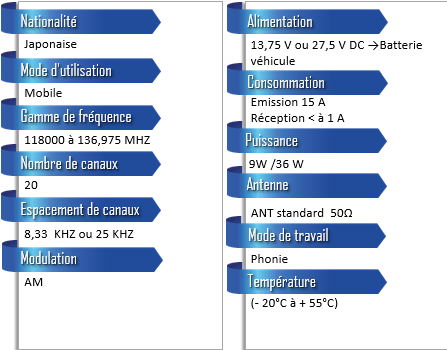 Nationalité
Japonaise
Mode d'utilisation
Mobile
Gamme de fréquence
118000 à 136,975 MHZ
Nombre de canaux
20
Espacement de canaux
8,33 KHZ ou 25 KHZ
Modulation
AM
Alimentation
13,75 V ou 27,5 V DC →Batterie
véhicule
Consommation
Emission 15 A
Réception < à 1 A
Puissance
9W /36 W
Antenne
ANT standard 50Ω
Mode de travail
Phonie
Température
(- 20°C à + 55°C)